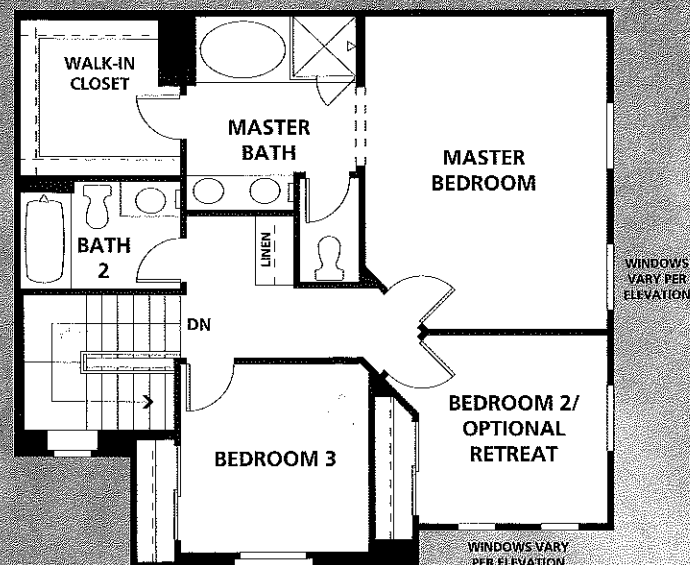 WALK-IN
CLOSET
MASTER
BATH
MASTER
BEDROOM
BATH
2
LINEN
WINDOWS
VARY PER
ELEVATION
DN
BEDROOM 2/
OPTIONAL
RETREAT
BEDROOM 3
WINDOWS VARY
PER ELEVATION